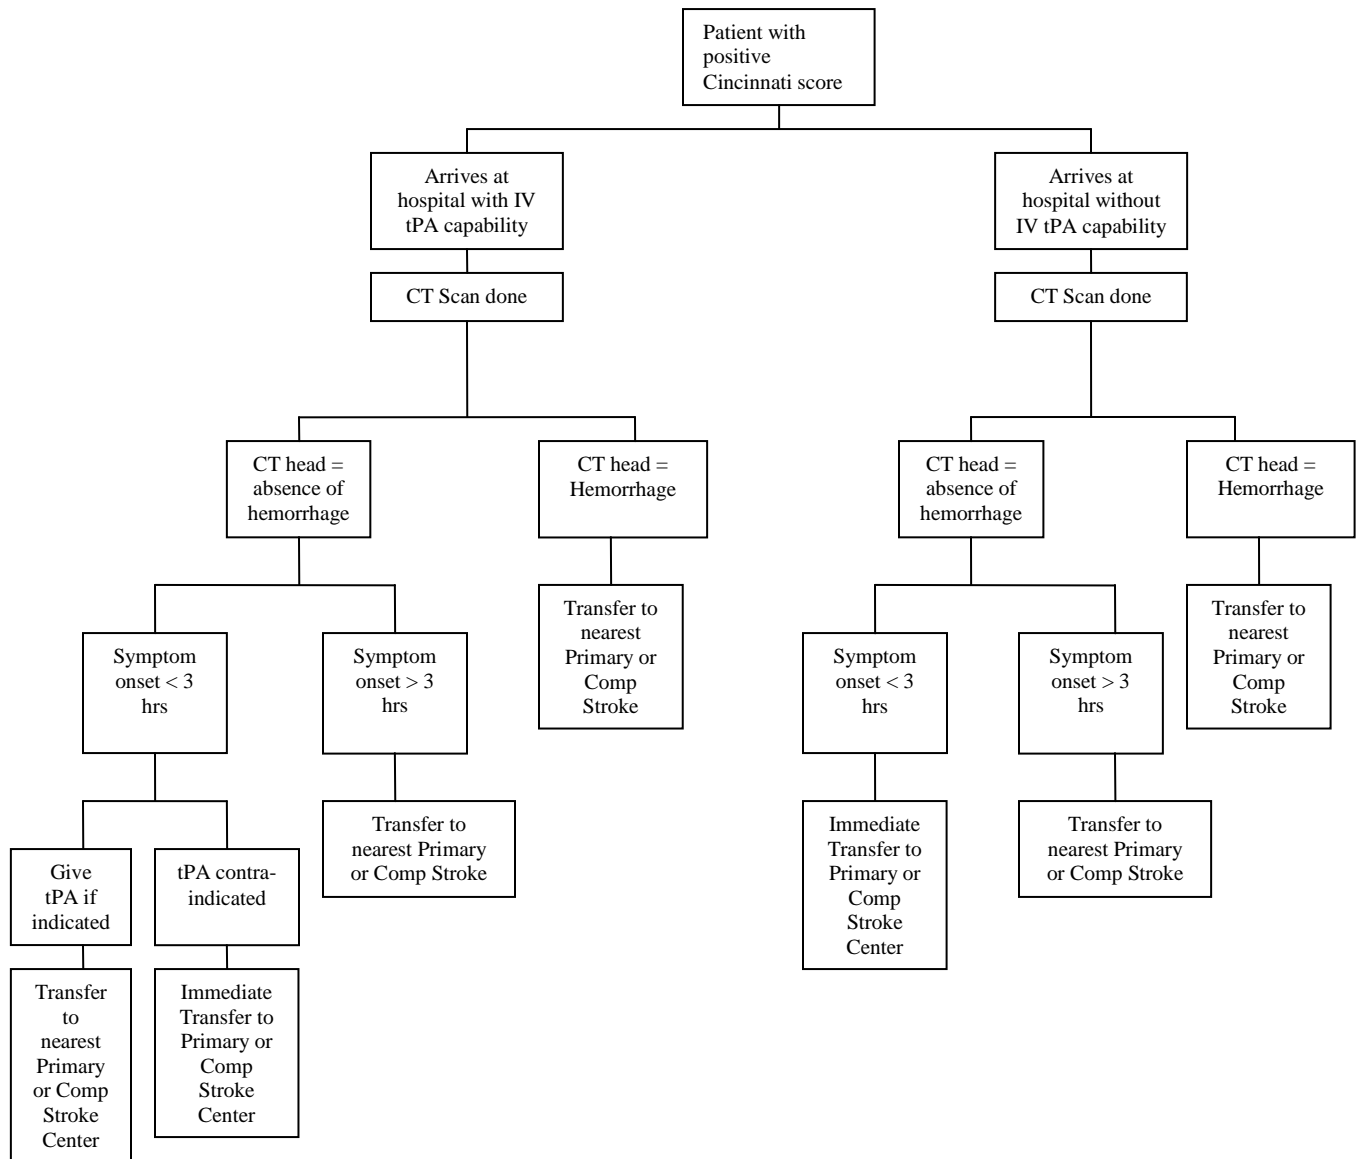 Patient with
positive
Cincinnati score
Arrives at
hospital with IV
tPA capability
Arrives at
hospital without
IV tPA capability
CT Scan done
CT Scan done
CT head =
absence of
hemorrhage
CT head =
Hemorrhage
CT head =
absence of
hemorrhage
CT head =
Hemorrhage
Symptom
onset < 3
hrs
Symptom
onset > 3
hrs
Transfer to
nearest
Primary or
Comp
Stroke
Symptom
onset < 3
hrs
Symptom
onset > 3
hrs
Transfer to
nearest
Primary or
Comp
Stroke
Give
tPA if
indicated
tPA contra-
indicated
Transfer to
nearest Primary
or Comp Stroke
Immediate
Transfer to
Primary or
Comp
Stroke
Center
Transfer to
nearest Primary
or Comp Stroke
Transfer
to
nearest
Primary
or Comp
Stroke
Center
Immediate
Transfer to
Primary or
Comp
Stroke
Center